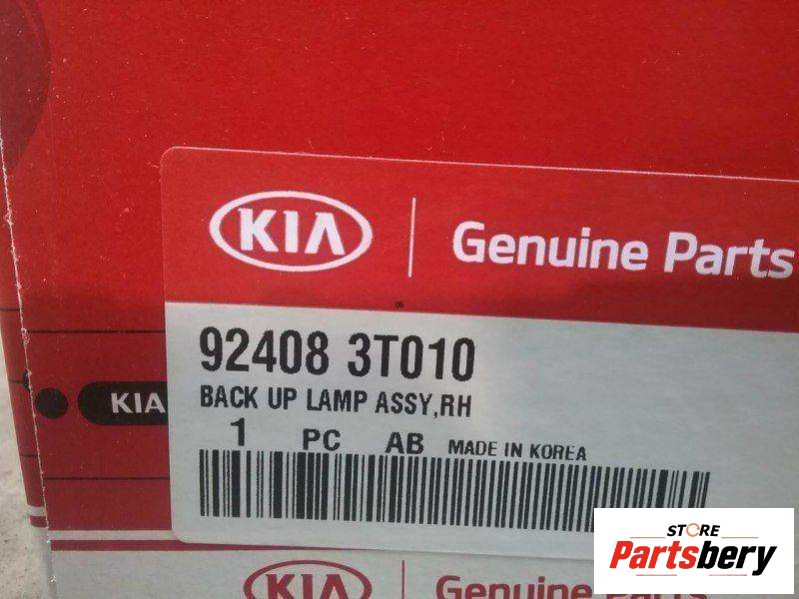 KIA Genuine Parts
92408 3T010
BACK UP LAMP ASSY,RH
KIA
1 PC AB MADE IN KOREA
STORE
Partsbery
KIA Genuine Parts